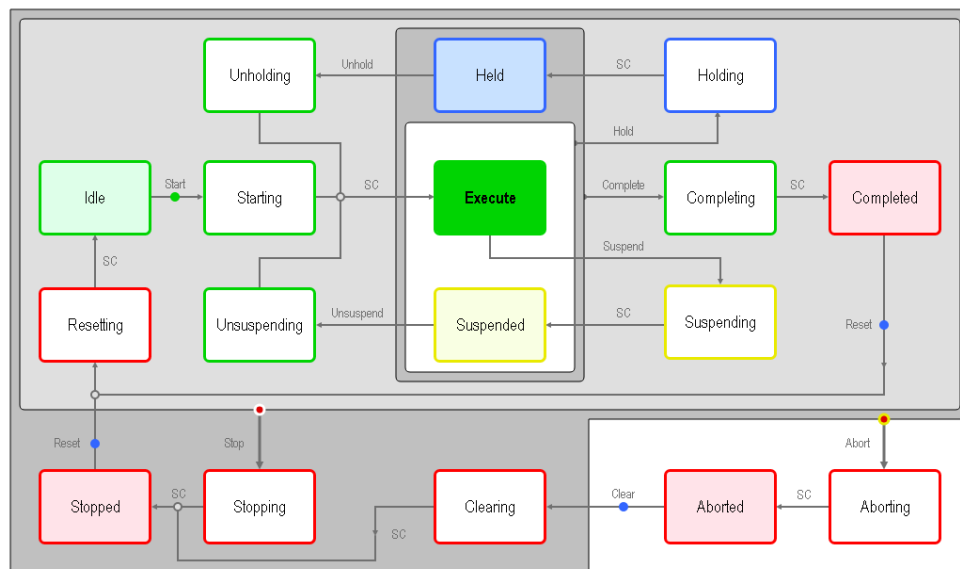 Unholding
Unhold
Held
SC
Holding
Hold
Idle
Start
Starting
SC
Execute
Complete
Completing
SC
Completed
Suspend
SC
Resetting
Unsuspending
Unsuspend
Suspended
SC
Suspending
Reset
Reset
Stop
Abort
Stopped
SC
Stopping
Clearing
SC
Clear
Aborted
SC
Aborting